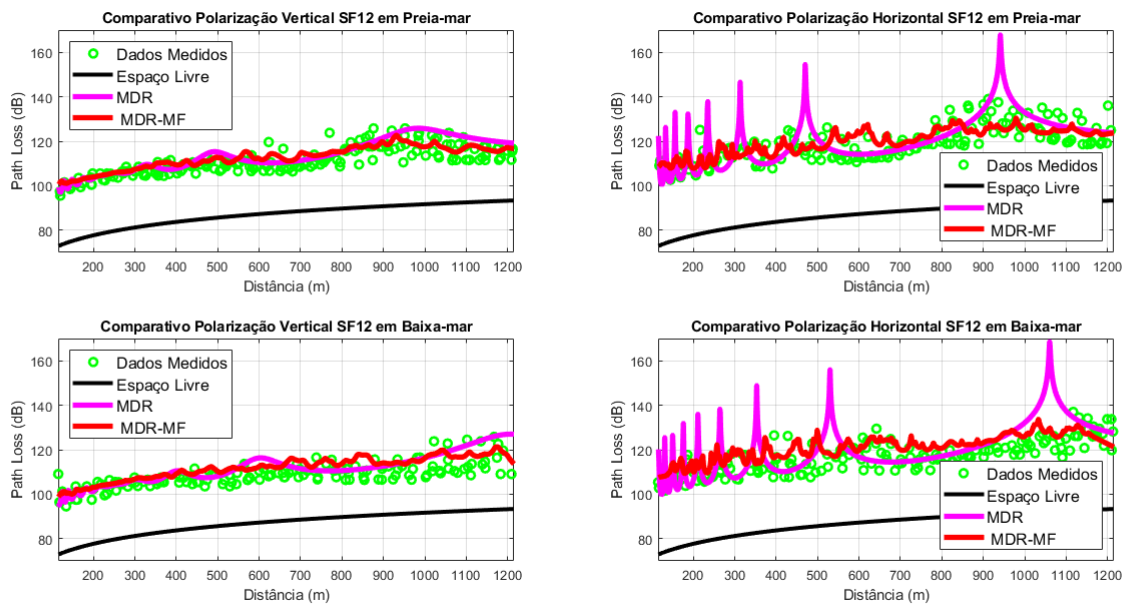 Comparativo Polarização Vertical SF12 em Preia-mar
160
140
120
100
80
Path Loss (dB)
Dados Medidos
Espaço Livre
MDR
MDR-MF
200 300 400 500 600 700 800 900 1000 1100 1200
Distância (m)
Comparativo Polarização Horizontal SF12 em Preia-mar
160
140
120
100
80
Path Loss (dB)
Dados Medidos
Espaço Livre
MDR
MDR-MF
200 300 400 500 600 700 800 900 1000 1100 1200
Distância (m)
Comparativo Polarização Vertical SF12 em Baixa-mar
160
140
120
100
80
Path Loss (dB)
Dados Medidos
Espaço Livre
MDR
MDR-MF
200 300 400 500 600 700 800 900 1000 1100 1200
Distância (m)
Comparativo Polarização Horizontal SF12 em Baixa-mar
160
140
120
100
80
Path Loss (dB)
Dados Medidos
Espaço Livre
MDR
MDR-MF
200 300 400 500 600 700 800 900 1000 1100 1200
Distância (m)